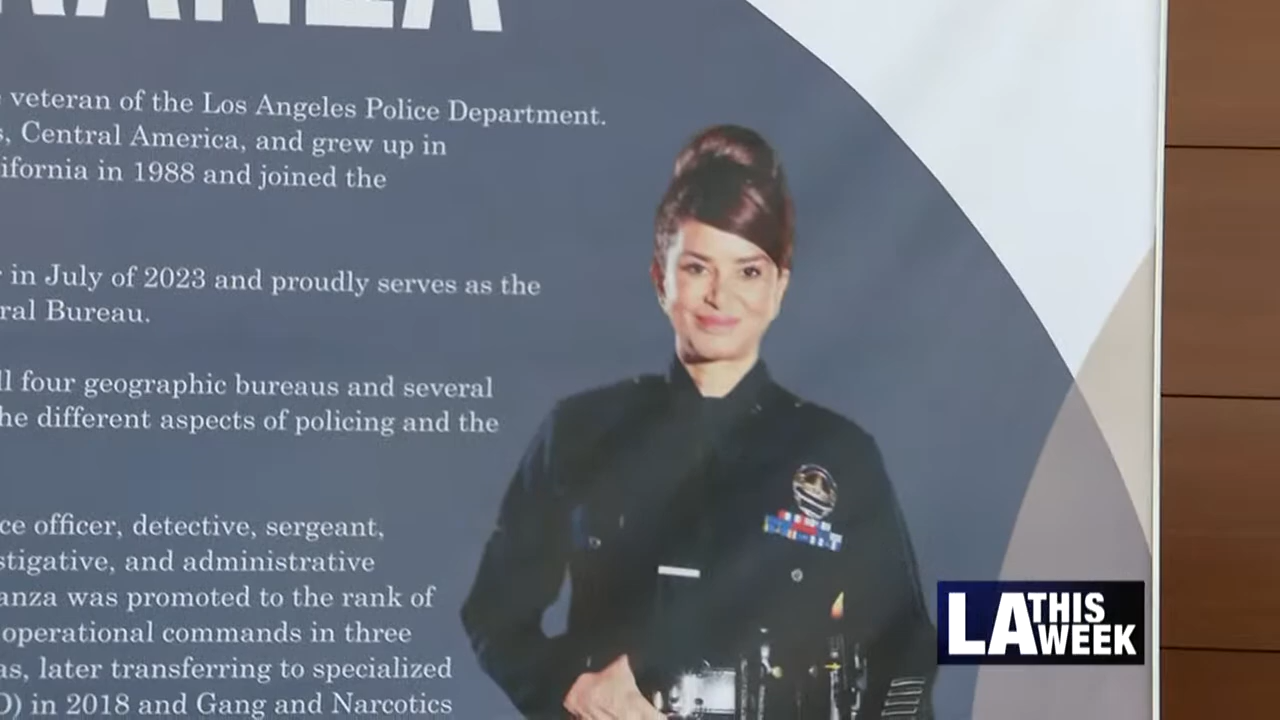 veteran of the Los Angeles Police Department.
, Central America, and grew up in
ifornia in 1988 and joined the
in July of 2023 and proudly serves as the
ral Bureau.
ll four geographic bureaus and several
he different aspects of policing and the
ce officer, detective, sergeant,
stigative, and administrative
anza was promoted to the rank of
operational commands in three
as, later transferring to specialized
O) in 2018 and Gang and Narcotics
LA THIS
WEEK